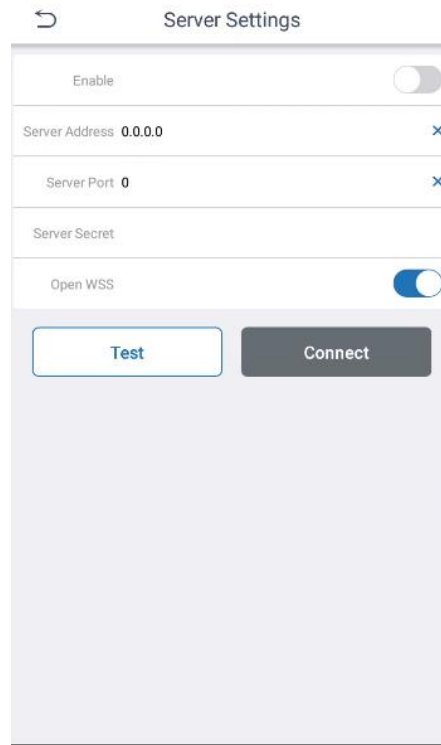 Server Settings
Enable
Server Address 0.0.0.0
Server Port 0
Server Secret
Open WSS
Test Connect